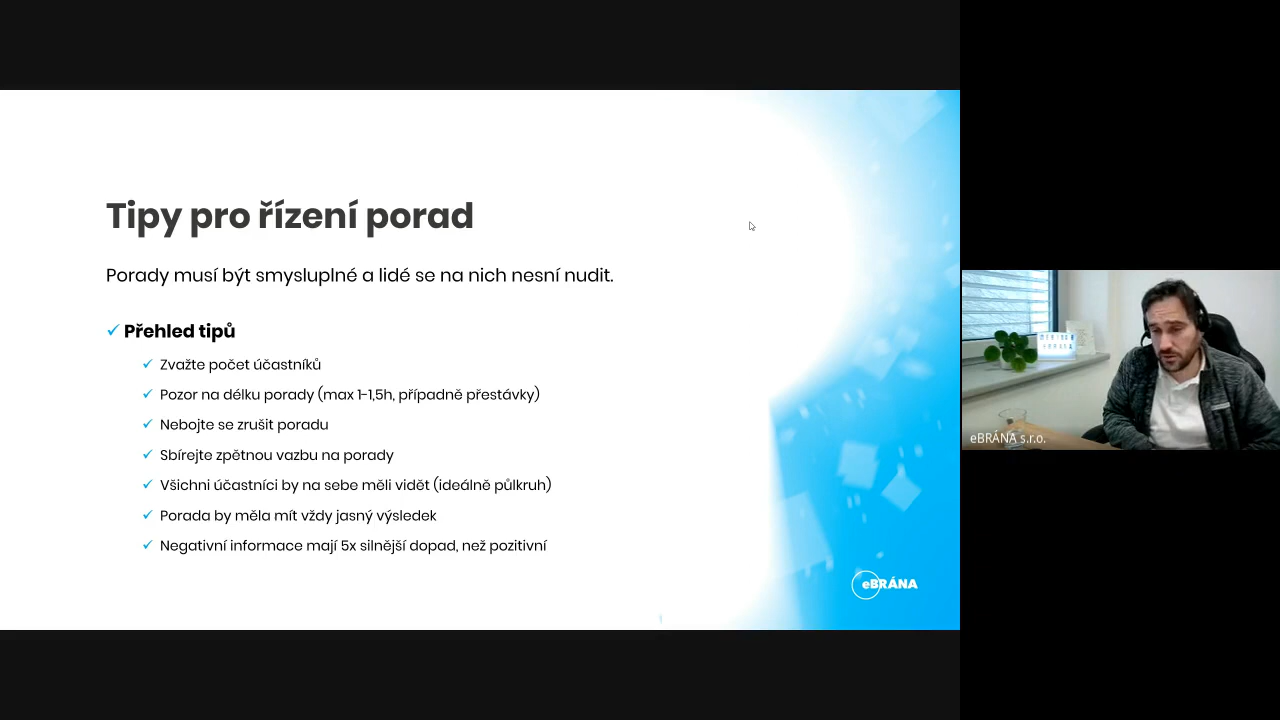 Tipy pro řízení porad
Porady musí být smysluplné a lidé se na nich nesní nudit.
Přehled tipů
Zvažte počet účastníků
Pozor na délku porady (max 1-1,5h, případně přestávky)
Nebojte se zrušit poradu
Sbírejte zpětnou vazbu na porady
Všichni účastníci by na sebe měli vidět (ideálně půlkruh)
Porada by měla mít vždy jasný výsledek
Negativní informace mají 5x silnější dopad, než pozitivní
eBRÁNA
eBRÁNA s.r.o.